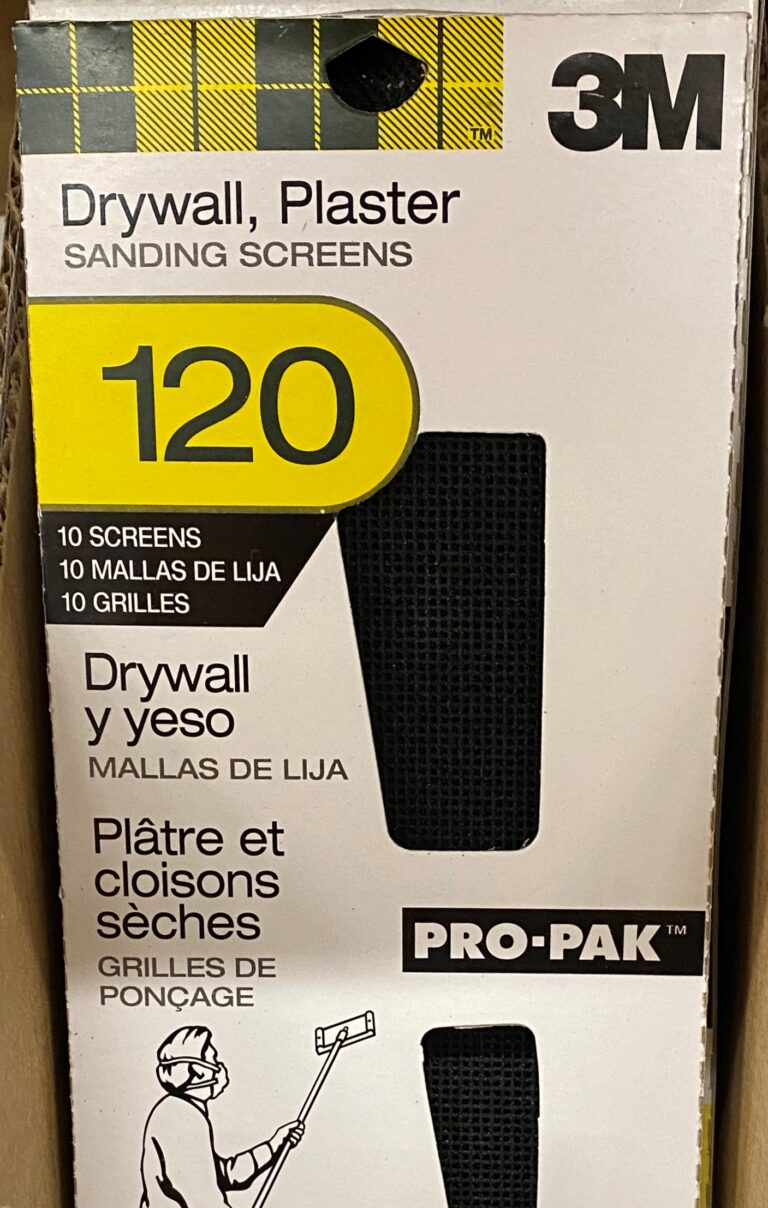 3M
TM
Drywall, Plaster
SANDING SCREENS
120
10 SCREENS
10 MALLAS DE LIJA
10 GRILLES
Drywall
y yeso
MALLAS DE LIJA
Plâtre et
cloisons
sèches
GRILLES DE
PONÇAGE
PRO-PAK™